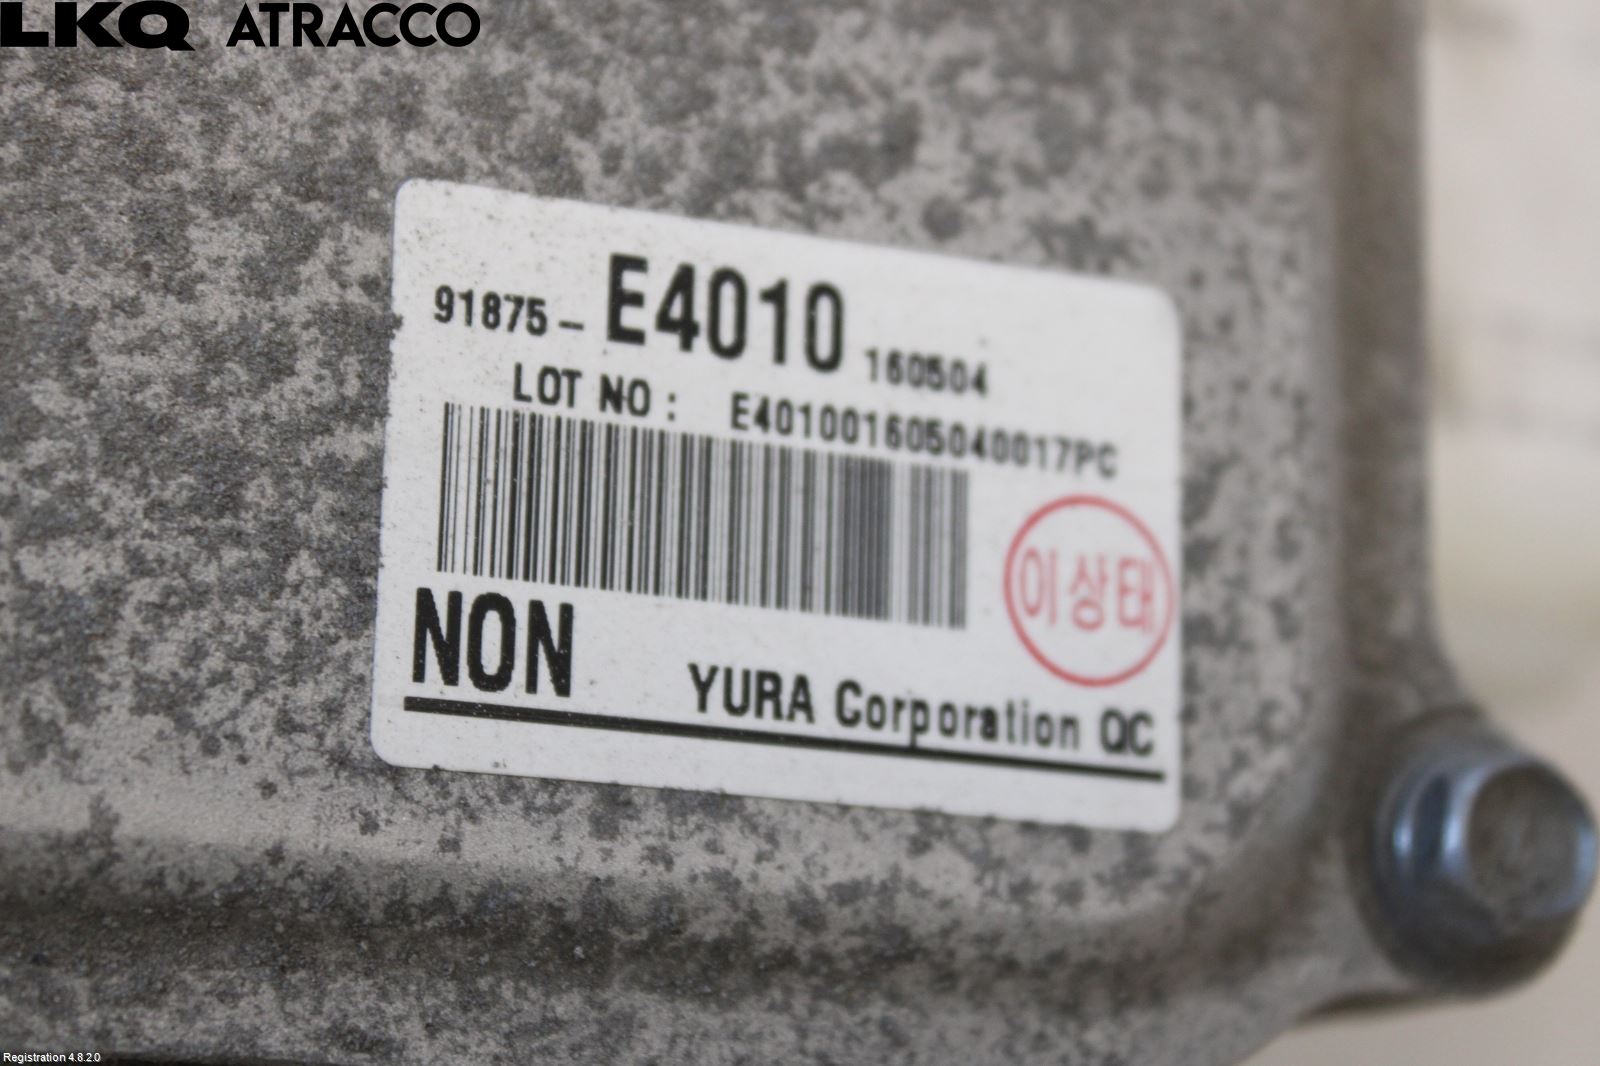 LKQ ATRACCO
91875- E4010 160504
LOT NO : E401001605040017PC
이상태
NON
YURA Corporation QC
Registration 4.8.2.0